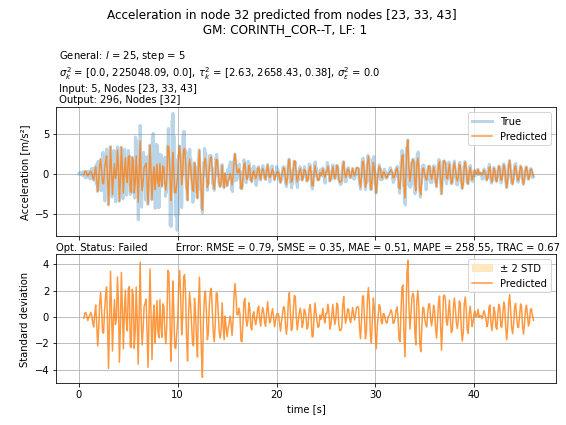 Acceleration in node 32 predicted from nodes [23, 33, 43]
GM: CORINTH_COR--T, LF: 1
General: l = 25, step = 5
σ²ₖ = [0.0, 225048.09, 0.0], τ²ₖ = [2.63, 2658.43, 0.38], σ²ε = 0.0
Input: 5, Nodes [23, 33, 43]
Output: 296, Nodes [32]
True
Predicted
5
0
−5
Acceleration [m/s²]
Opt. Status: Failed Error: RMSE = 0.79, SMSE = 0.35, MAE = 0.51, MAPE = 258.55, TRAC = 0.67
± 2 STD
Predicted
4
2
0
−2
−4
Standard deviation
0 10 20 30 40
time [s]